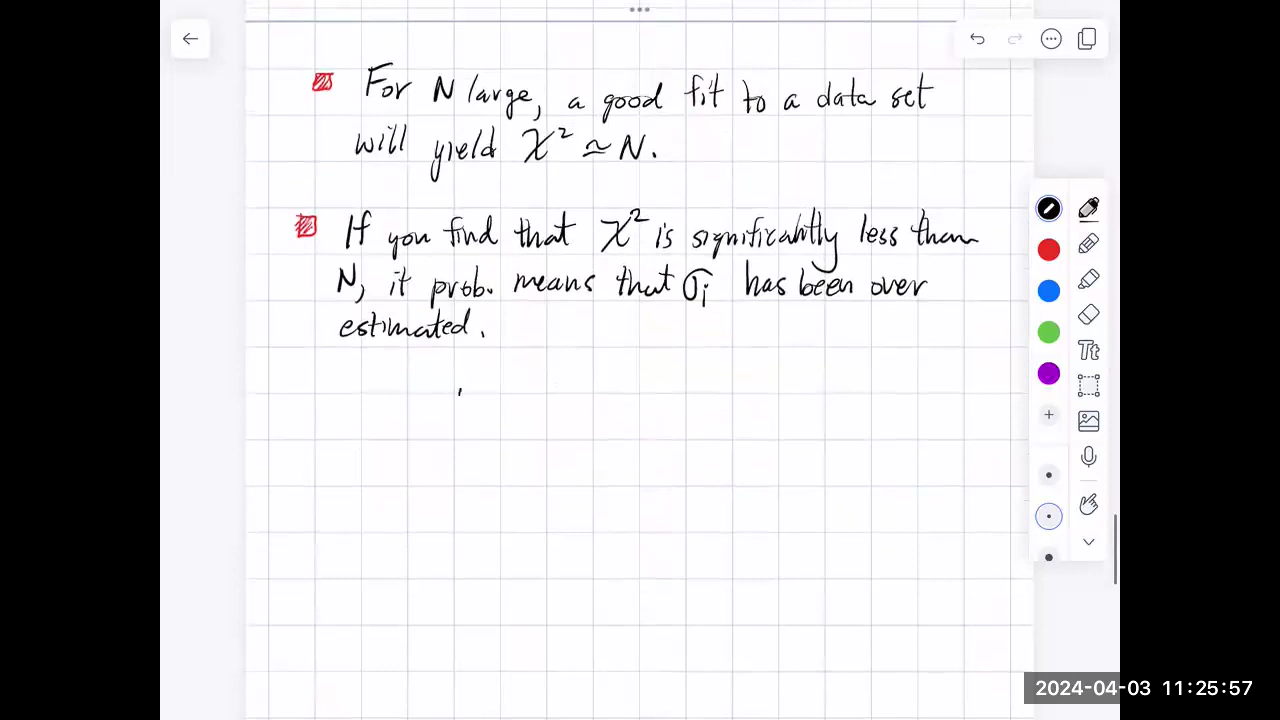 For N large, a good fit to a data set
will yield χ² ≃ N.
If you find that χ² is significantly less than
N, it prob. means that σᵢ has been over
estimated.
Tt
2024-04-03 11:25:57